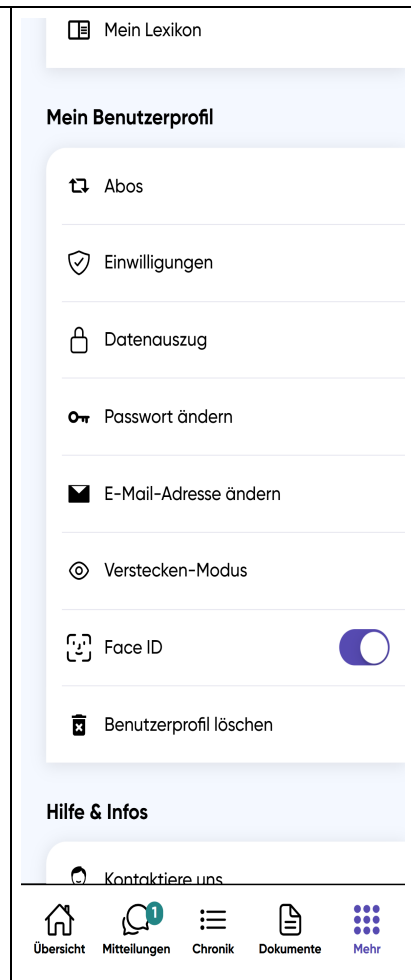 Mein Lexikon
Mein Benutzerprofil
Abos
Einwilligungen
Datenauszug
Passwort ändern
E-Mail-Adresse ändern
Verstecken-Modus
Face ID
Benutzerprofil löschen
Hilfe & Infos
Kontaktiere uns
1
Übersicht Mitteilungen Chronik Dokumente Mehr